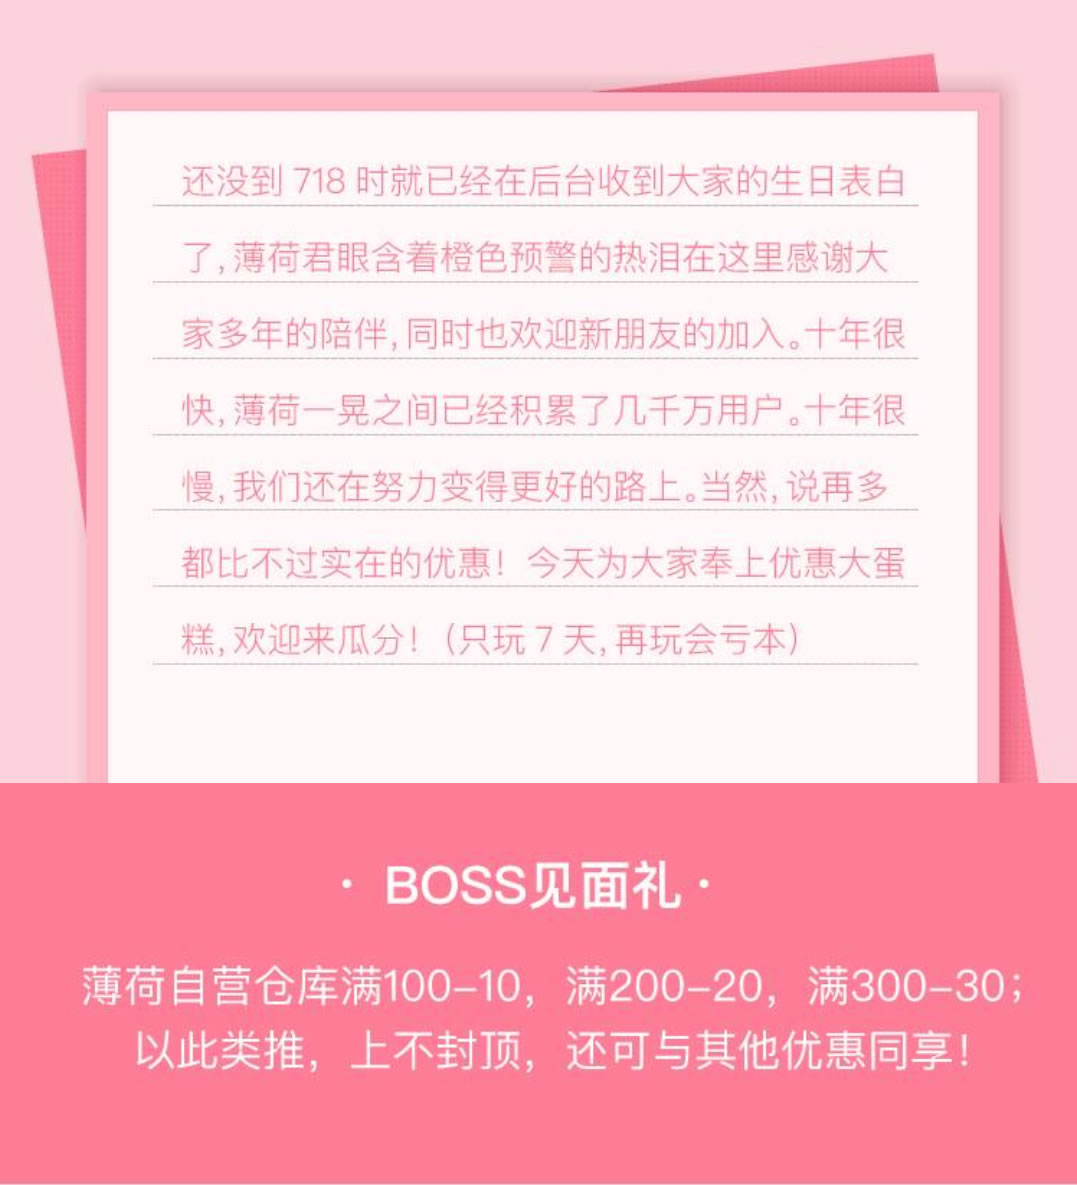 还没到 718 时就已经在后台收到大家的生日表白
了,薄荷君眼含着橙色预警的热泪在这里感谢大
家多年的陪伴,同时也欢迎新朋友的加入。十年很
快,薄荷一晃之间已经积累了几千万用户。十年很
慢,我们还在努力变得更好的路上。当然,说再多
都比不过实在的优惠！今天为大家奉上优惠大蛋
糕,欢迎来瓜分！(只玩 7 天,再玩会亏本)
· BOSS见面礼 ·
薄荷自营仓库满100-10，满200-20，满300-30；
以此类推，上不封顶，还可与其他优惠同享！